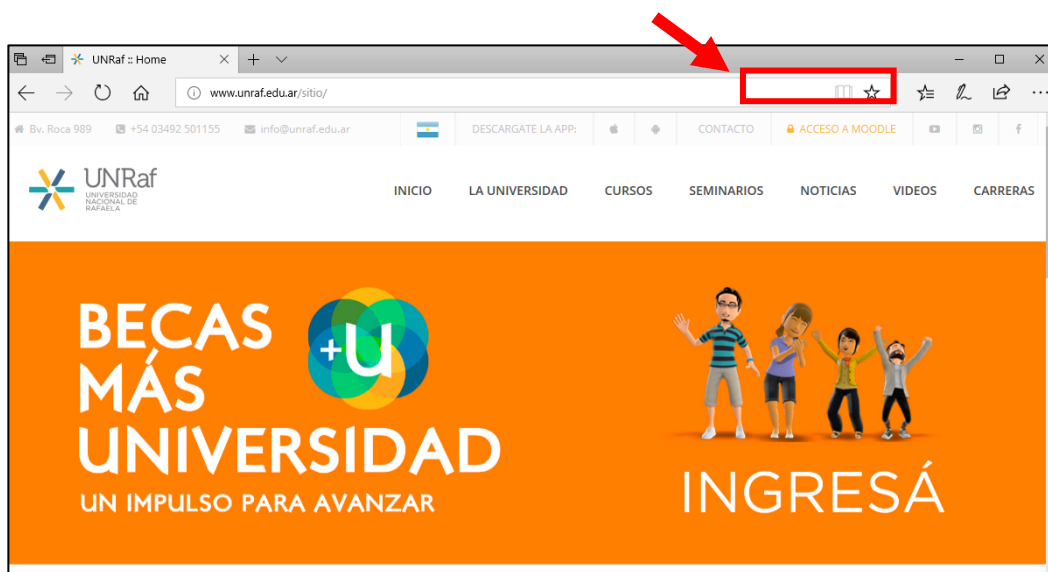 UNRaf :: Home
www.unraf.edu.ar/sitio/
Bv. Roca 989 +54 03492 501155 info@unraf.edu.ar DESCARGATE LA APP: CONTACTO ACCESO A MOODLE
UNRaf
UNIVERSIDAD
NACIONAL DE
RAFAELA
INICIO LA UNIVERSIDAD CURSOS SEMINARIOS NOTICIAS VIDEOS CARRERAS
BECAS
MÁS
UNIVERSIDAD
UN IMPULSO PARA AVANZAR
+U
INGRESÁ